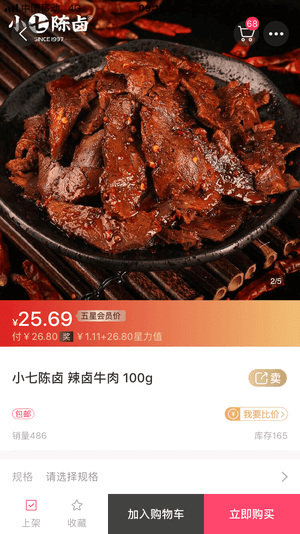 小七陈卤
SINCE 1997
68
2/5
¥25.69 五星会员价
付¥26.80 奖 ¥1.11+26.80星力值
小七陈卤 辣卤牛肉 100g
卖
包邮
我要比价>
销量486
库存165
规格 请选择规格
上架
收藏
加入购物车
立即购买